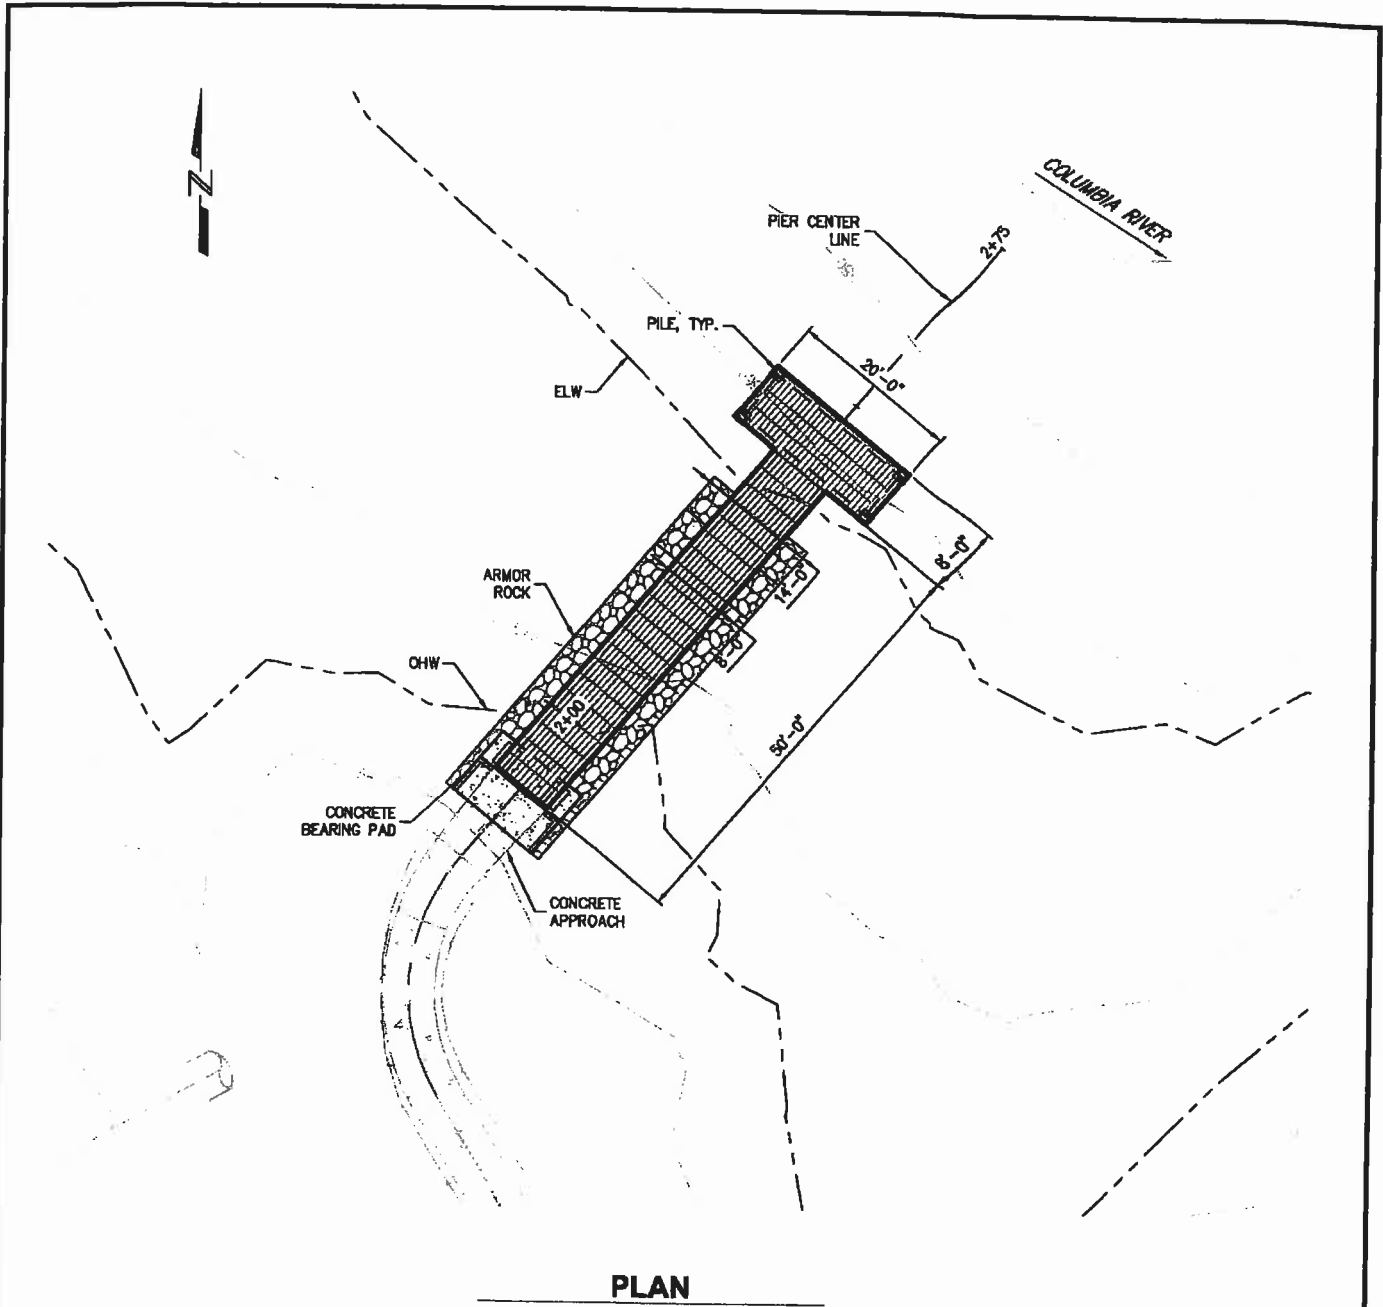 N
COLUMBIA RIVER
PIER CENTER
LINE
2+75
PILE, TYP.
20'-0"
ELW
8'-0"
ARMOR
ROCK
14'-0"
8'-0"
OHW
2+00
50'-0"
CONCRETE
BEARING PAD
CONCRETE
APPROACH
PLAN